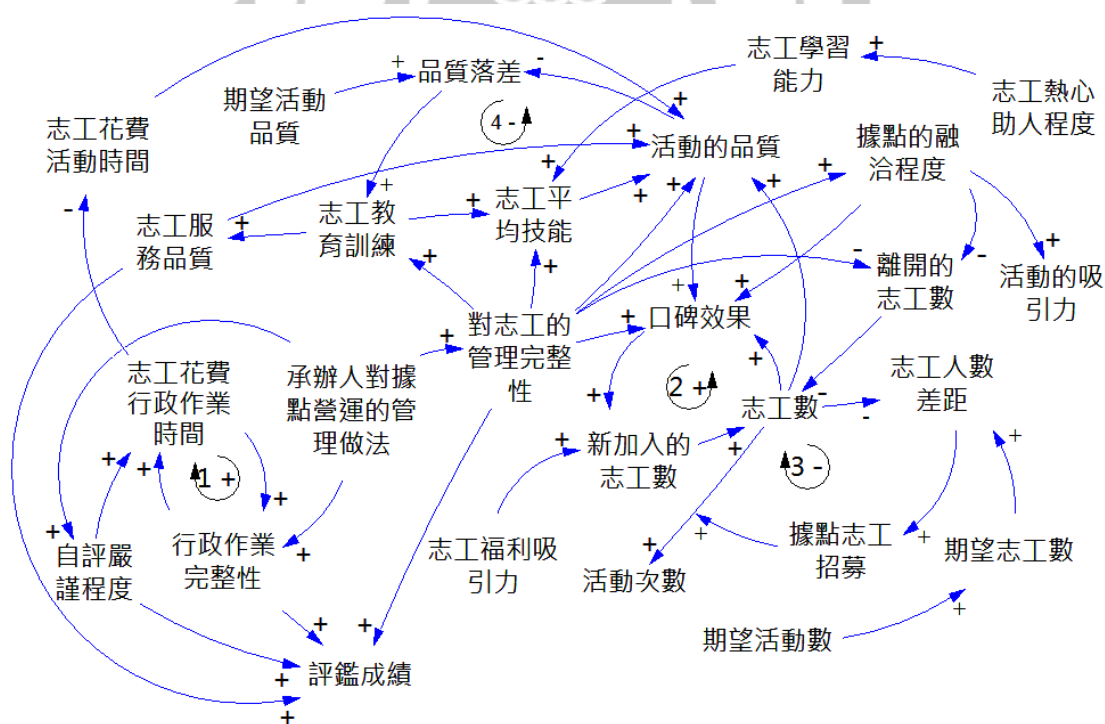 志工學習
能力
品質落差
期望活動
品質
志工熱心
助人程度
志工花費
活動時間
4 -
活動的品質
據點的融
洽程度
志工服
務品質
志工教
育訓練
志工平
均技能
離開的
志工數
活動的吸
引力
對志工的
管理完整
性
口碑效果
志工花費
行政作業
時間
承辦人對據
點營運的管
理做法
2 +
志工數
志工人數
差距
新加入的
志工數
3 -
1 +
自評嚴
謹程度
行政作業
完整性
志工福利吸
引力
活動次數
據點志工
招募
期望志工數
期望活動數
評鑑成績